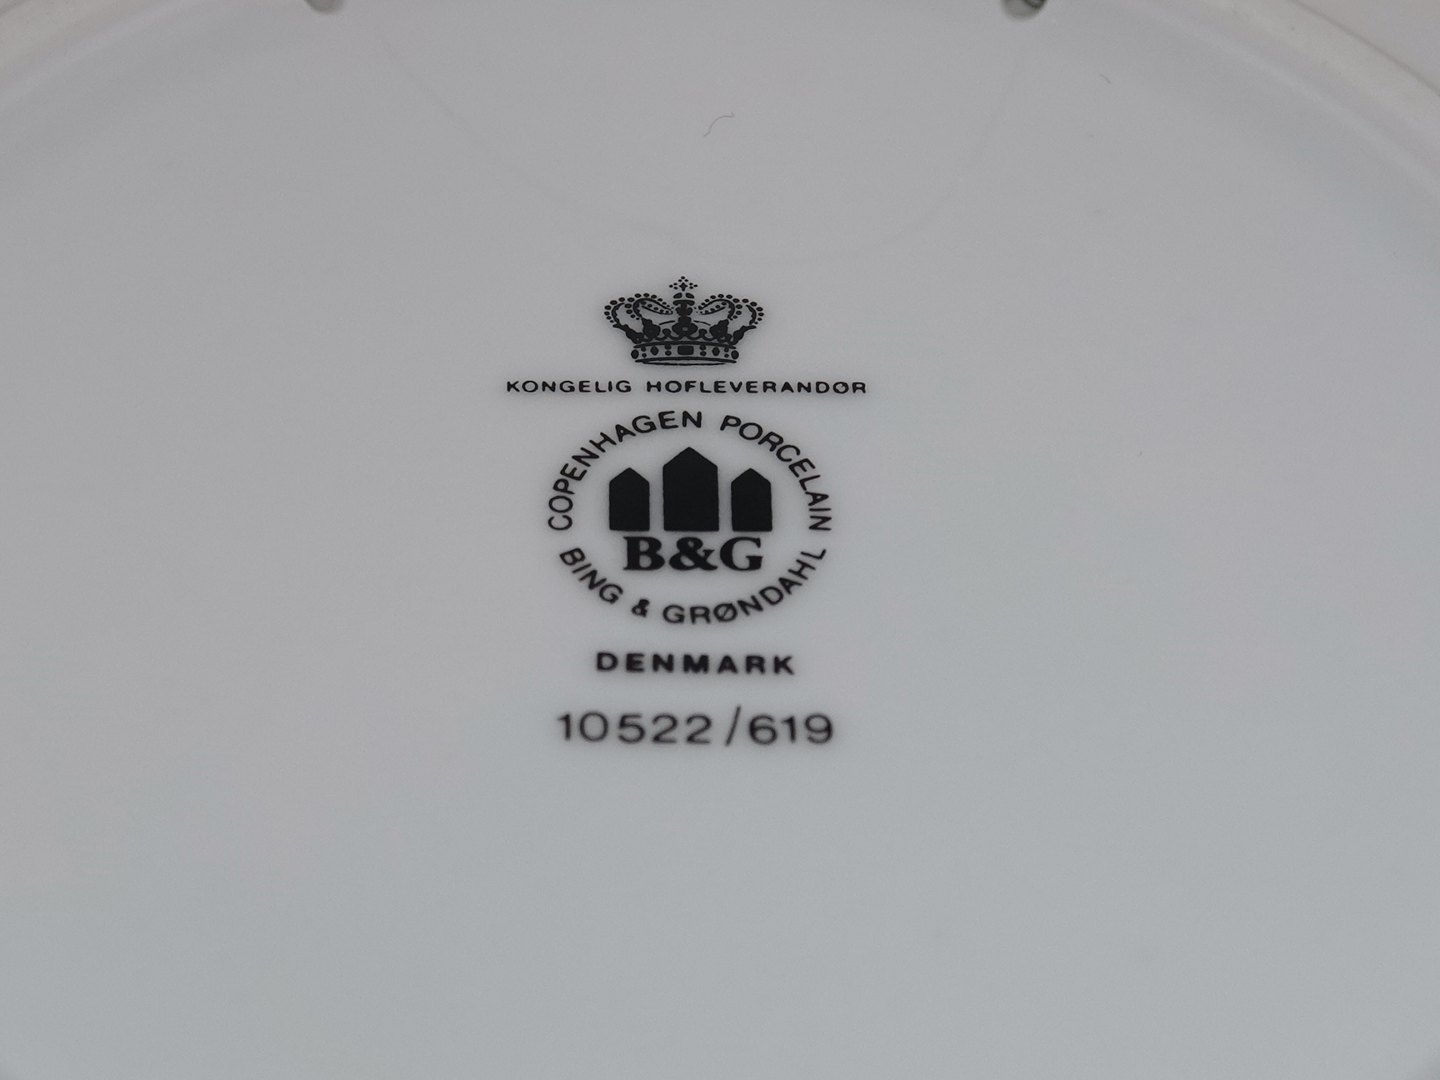 KONGELIG HOFLEVERANDØR
COPENHAGEN PORCELAIN
B&G
BING & GRØNDAHL
DENMARK
10522/619